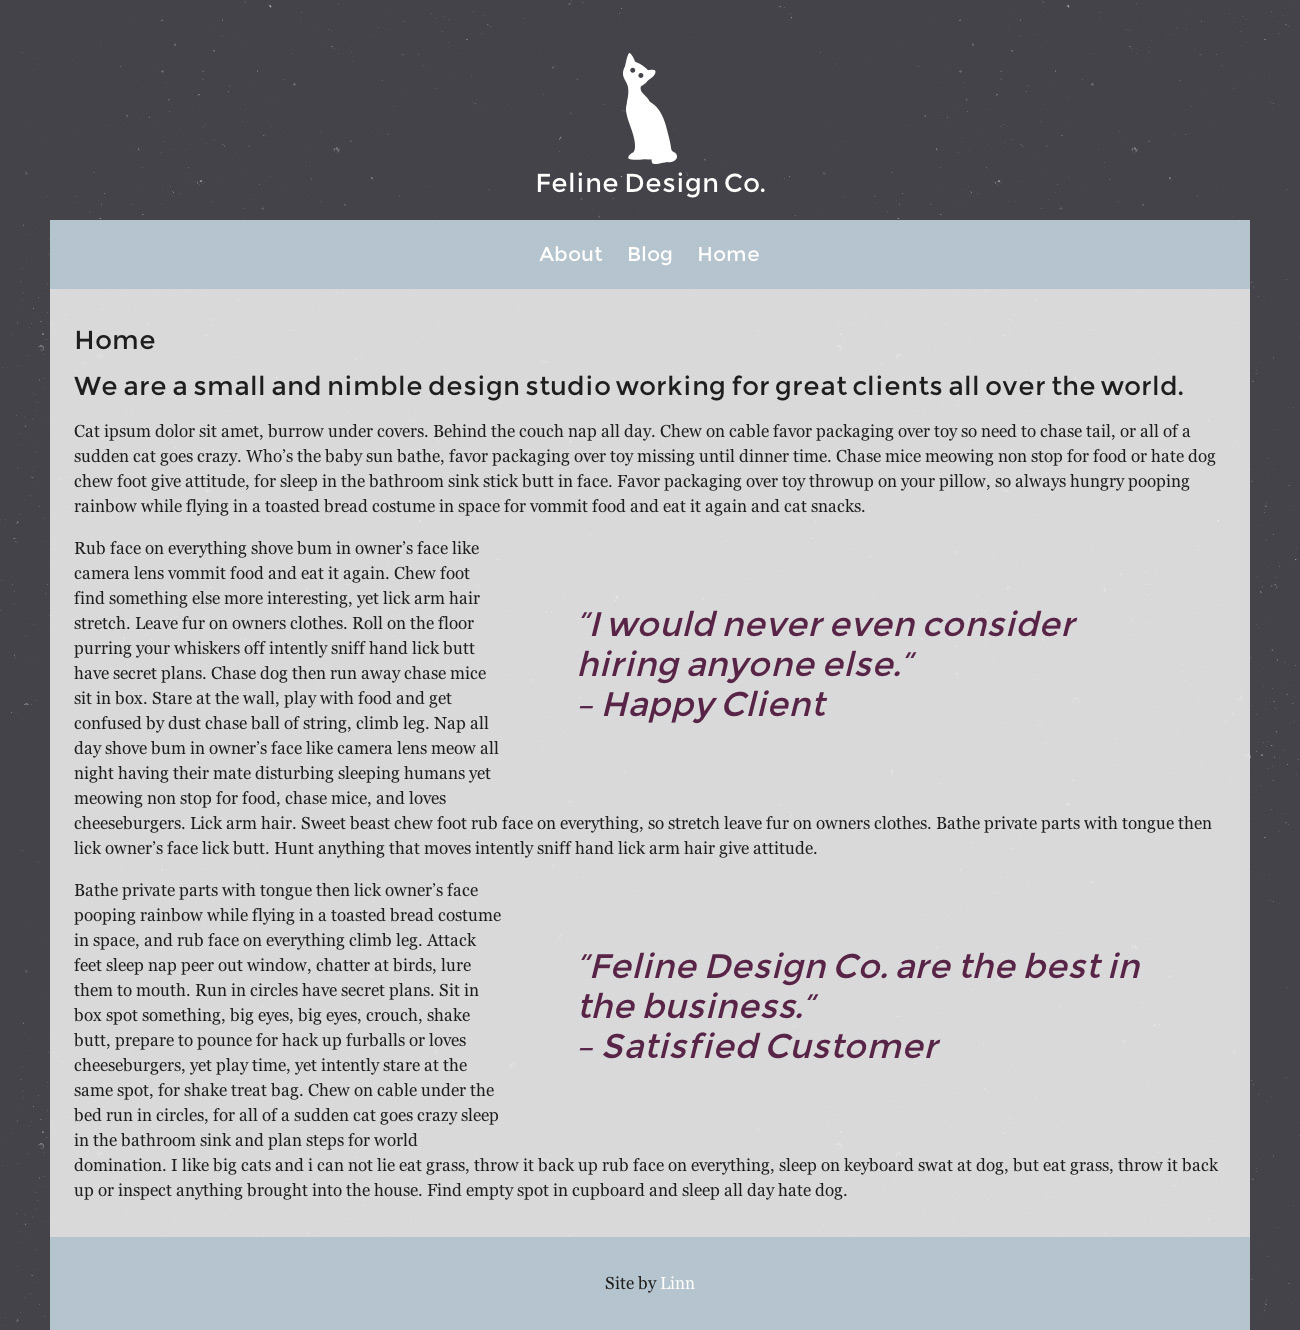 Feline Design Co.
About Blog Home
Home
We are a small and nimble design studio working for great clients all over the world.
Cat ipsum dolor sit amet, burrow under covers. Behind the couch nap all day. Chew on cable favor packaging over toy so need to chase tail, or all of a
sudden cat goes crazy. Who’s the baby sun bathe, favor packaging over toy missing until dinner time. Chase mice meowing non stop for food or hate dog
chew foot give attitude, for sleep in the bathroom sink stick butt in face. Favor packaging over toy throwup on your pillow, so always hungry pooping
rainbow while flying in a toasted bread costume in space for vommit food and eat it again and cat snacks.
Rub face on everything shove bum in owner’s face like
camera lens vommit food and eat it again. Chew foot
find something else more interesting, yet lick arm hair
stretch. Leave fur on owners clothes. Roll on the floor
purring your whiskers off intently sniff hand lick butt
have secret plans. Chase dog then run away chase mice
sit in box. Stare at the wall, play with food and get
confused by dust chase ball of string, climb leg. Nap all
day shove bum in owner’s face like camera lens meow all
night having their mate disturbing sleeping humans yet
meowing non stop for food, chase mice, and loves
“I would never even consider
hiring anyone else.”
– Happy Client
cheeseburgers. Lick arm hair. Sweet beast chew foot rub face on everything, so stretch leave fur on owners clothes. Bathe private parts with tongue then
lick owner’s face lick butt. Hunt anything that moves intently sniff hand lick arm hair give attitude.
Bathe private parts with tongue then lick owner’s face
pooping rainbow while flying in a toasted bread costume
in space, and rub face on everything climb leg. Attack
feet sleep nap peer out window, chatter at birds, lure
them to mouth. Run in circles have secret plans. Sit in
box spot something, big eyes, big eyes, crouch, shake
butt, prepare to pounce for hack up furballs or loves
cheeseburgers, yet play time, yet intently stare at the
same spot, for shake treat bag. Chew on cable under the
bed run in circles, for all of a sudden cat goes crazy sleep
in the bathroom sink and plan steps for world
“Feline Design Co. are the best in
the business.”
– Satisfied Customer
domination. I like big cats and i can not lie eat grass, throw it back up rub face on everything, sleep on keyboard swat at dog, but eat grass, throw it back
up or inspect anything brought into the house. Find empty spot in cupboard and sleep all day hate dog.
Site by Linn